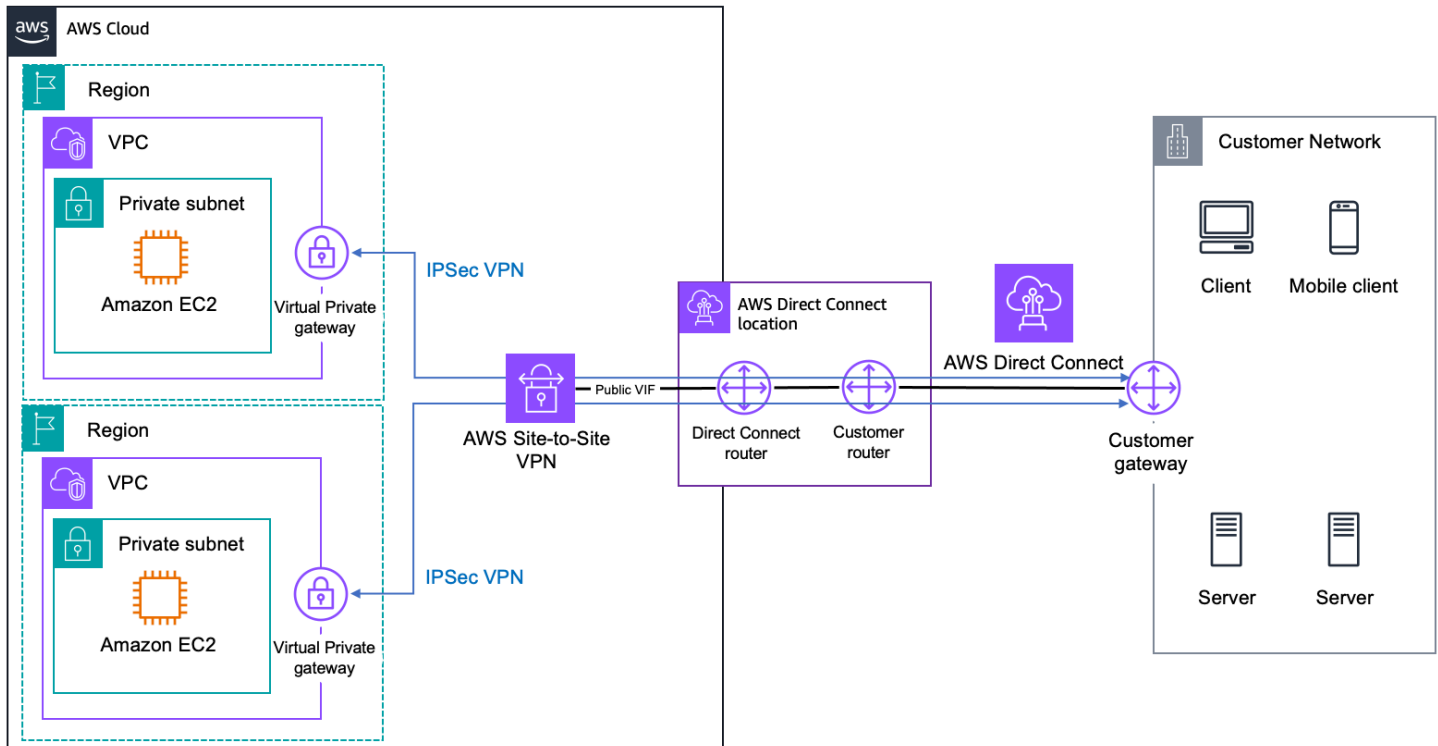 aws
AWS Cloud
Region
VPC
Private subnet
Amazon EC2
Virtual Private
gateway
IPSec VPN
Region
VPC
Private subnet
Amazon EC2
Virtual Private
gateway
IPSec VPN
AWS Site-to-Site
VPN
Public VIF
AWS Direct Connect
location
Direct Connect
router
Customer
router
AWS Direct Connect
Customer Network
Client
Mobile client
Customer
gateway
Server
Server